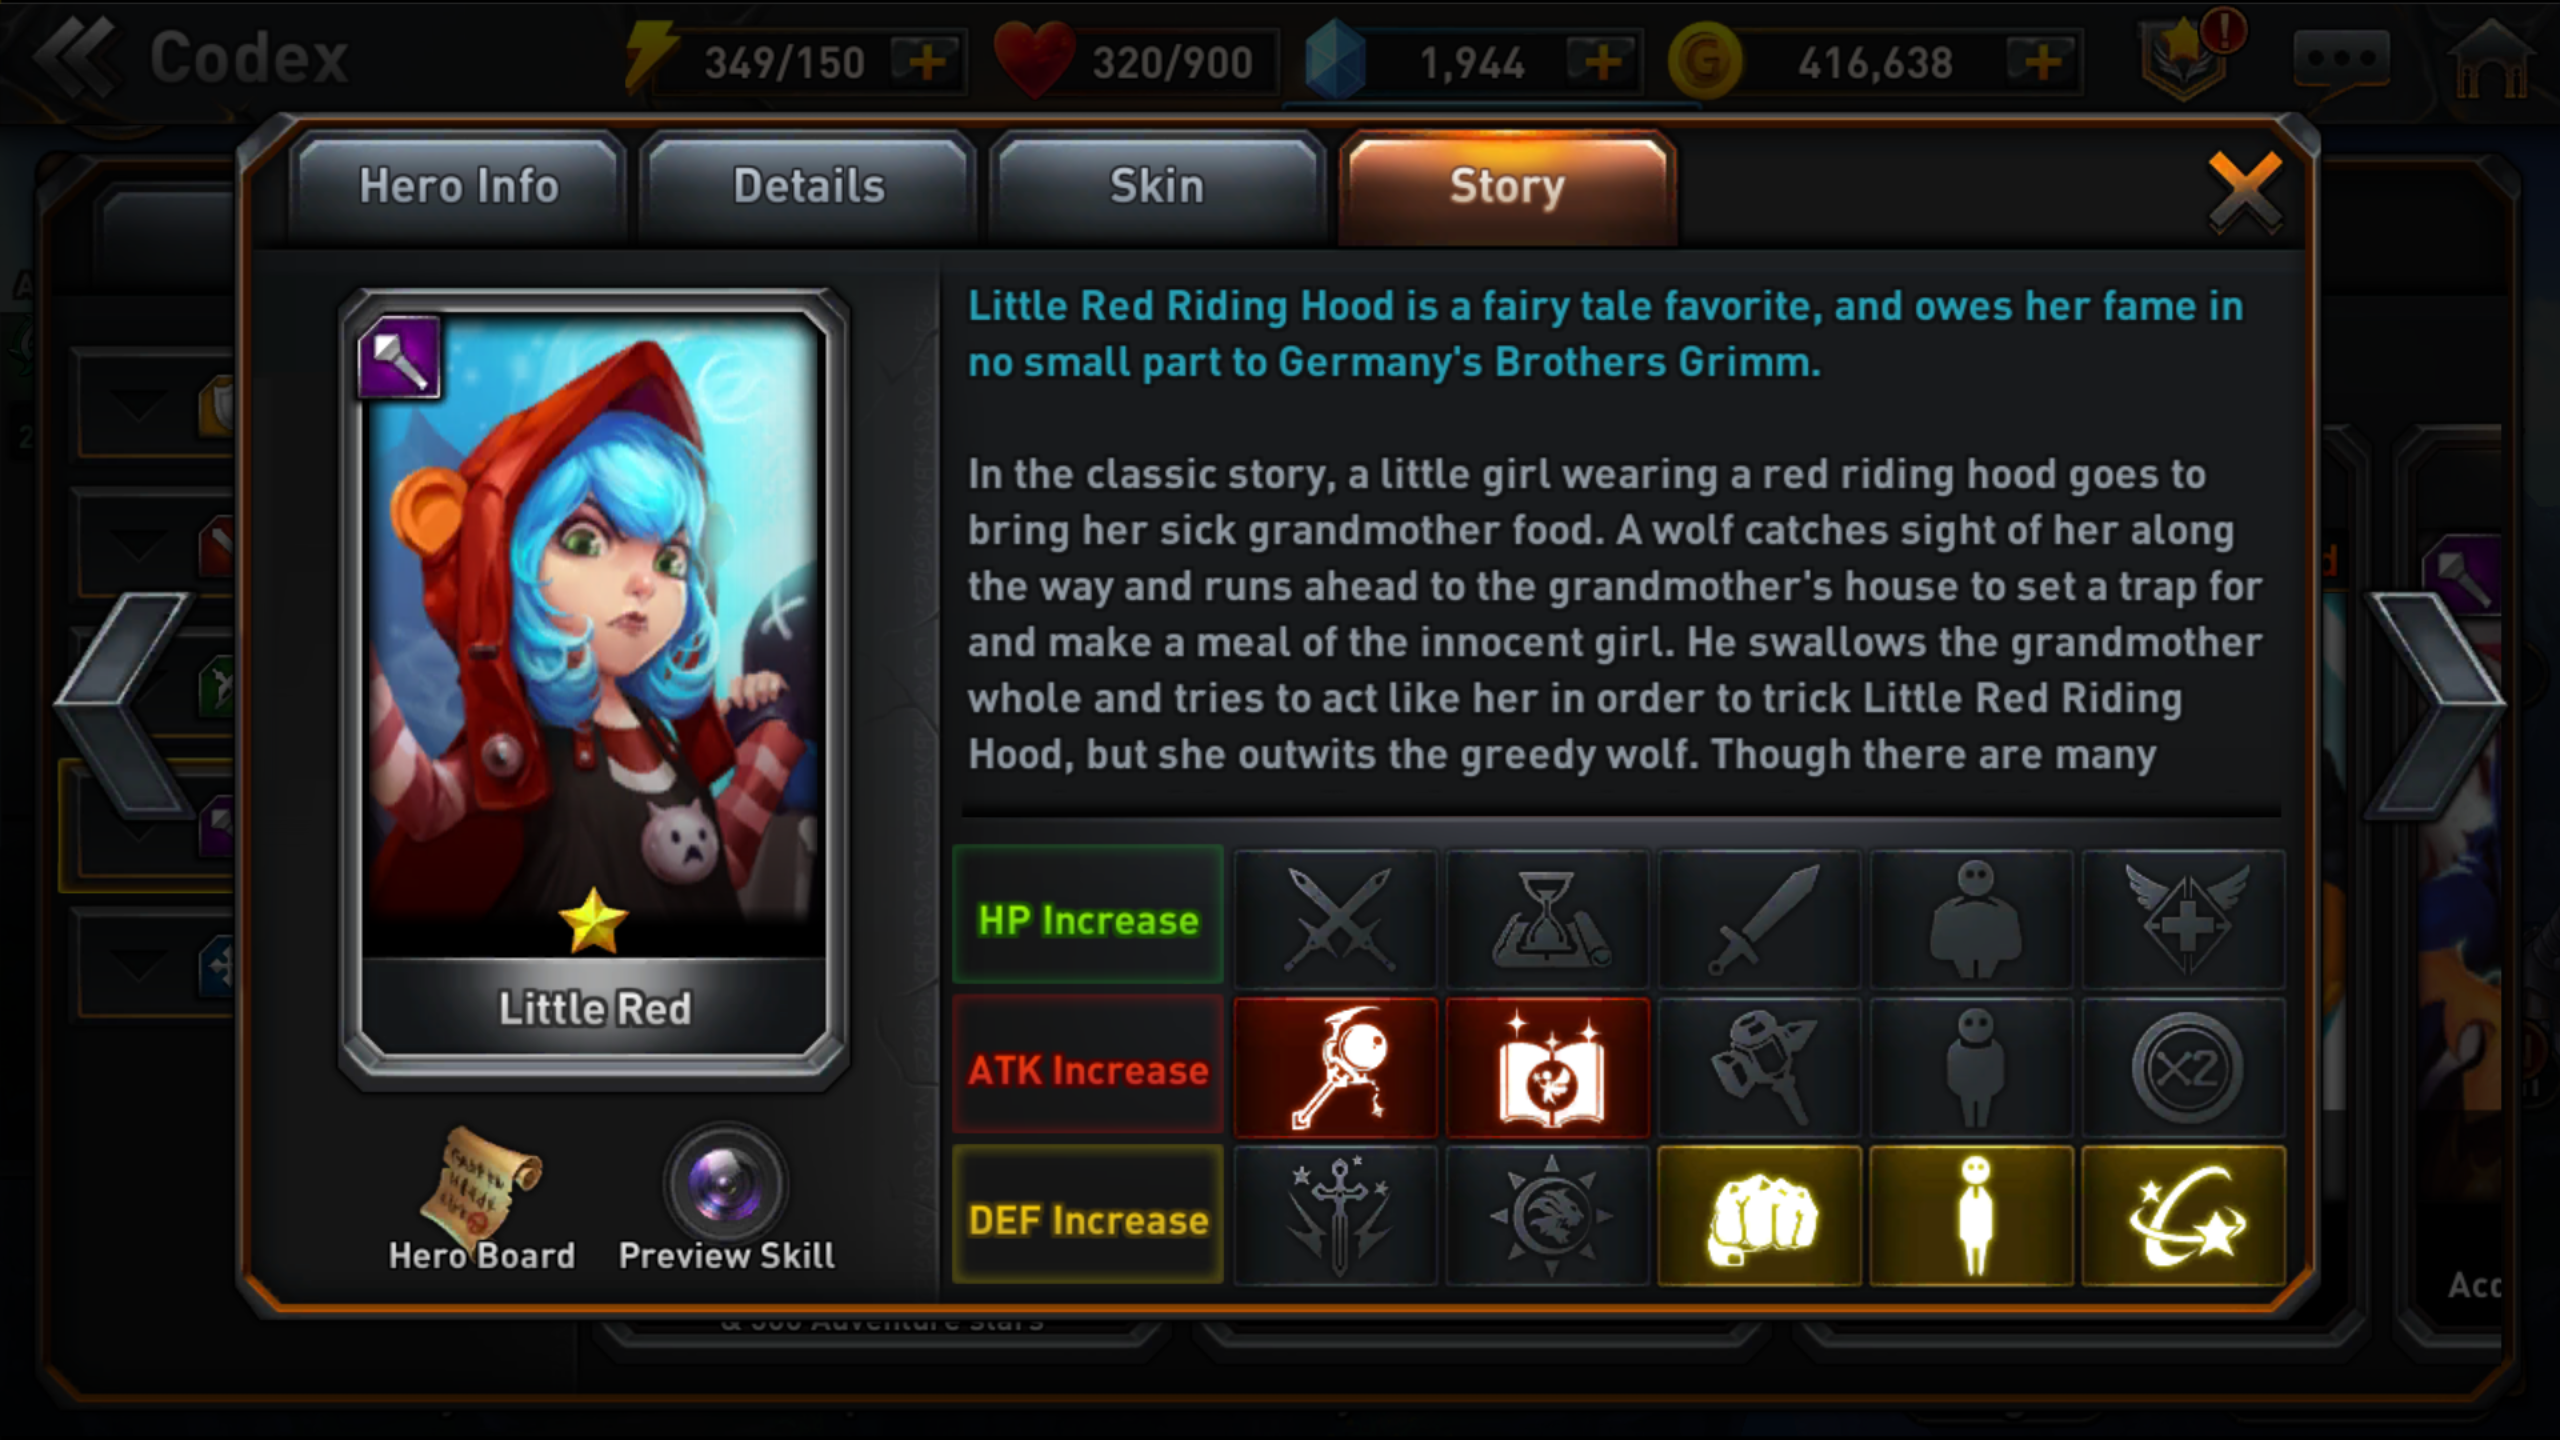 Codex
349/150
320/900
1,944
416,638
Hero Info
Details
Skin
Story
Little Red Riding Hood is a fairy tale favorite, and owes her fame in
no small part to Germany's Brothers Grimm.
In the classic story, a little girl wearing a red riding hood goes to
bring her sick grandmother food. A wolf catches sight of her along
the way and runs ahead to the grandmother's house to set a trap for
and make a meal of the innocent girl. He swallows the grandmother
whole and tries to act like her in order to trick Little Red Riding
Hood, but she outwits the greedy wolf. Though there are many
Little Red
Hero Board
Preview Skill
HP Increase
ATK Increase
X2
DEF Increase
Adventure stars